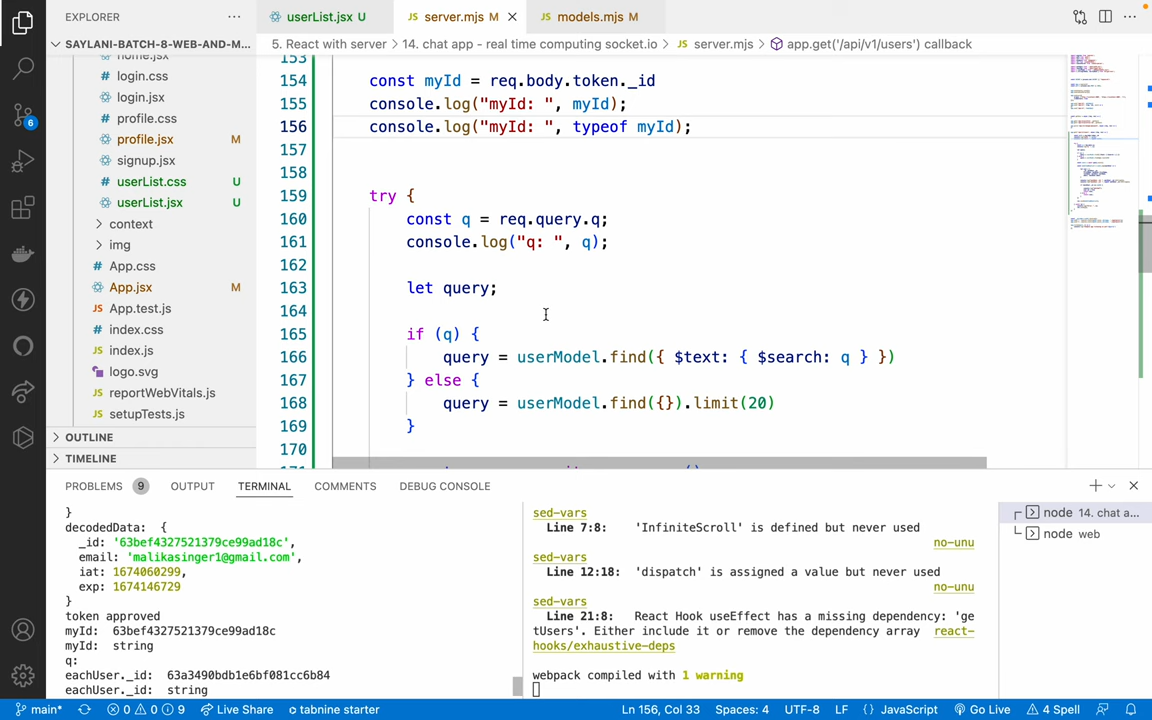 EXPLORER
SAYLANI-BATCH-8-WEB-AND-M...
home.jsx
login.css
login.jsx
profile.css
profile.jsx M
signup.jsx
userList.css U
userList.jsx U
context
img
App.css
App.jsx M
App.test.js
index.css
index.js
logo.svg
reportWebVitals.js
setupTests.js
OUTLINE
TIMELINE
6
userList.jsx U
JS server.mjs M
JS models.mjs M
5. React with server > 14. chat app - real time computing socket.io > JS server.mjs > app.get('/api/v1/users') callback
153
154 const myId = req.body.token._id
155 console.log("myId: ", myId);
156 console.log("myId: ", typeof myId);
157
158
159 try {
160 const q = req.query.q;
161 console.log("q: ", q);
162
163 let query;
164
165 if (q) {
166 query = userModel.find({ $text: { $search: q } })
167 } else {
168 query = userModel.find({}).limit(20)
169 }
170
PROBLEMS 9 OUTPUT TERMINAL COMMENTS DEBUG CONSOLE
}
decodedData: {
_id: '63bef4327521379ce99ad18c',
email: 'malikasinger1@gmail.com',
iat: 1674060299,
exp: 1674146729
}
token approved
myId: 63bef4327521379ce99ad18c
myId: string
q:
eachUser._id: 63a3490bdb1e6bf081cc6b84
eachUser._id: string
sed-vars
Line 7:8: 'InfiniteScroll' is defined but never used
no-unu
sed-vars
Line 12:18: 'dispatch' is assigned a value but never used
no-unu
sed-vars
Line 21:8: React Hook useEffect has a missing dependency: 'ge
tUsers'. Either include it or remove the dependency array react-
hooks/exhaustive-deps
webpack compiled with 1 warning
node 14. chat a...
node web
main* 0 0 9 Live Share tabnine starter Ln 156, Col 33 Spaces: 4 UTF-8 LF {} JavaScript Go Live 4 Spell